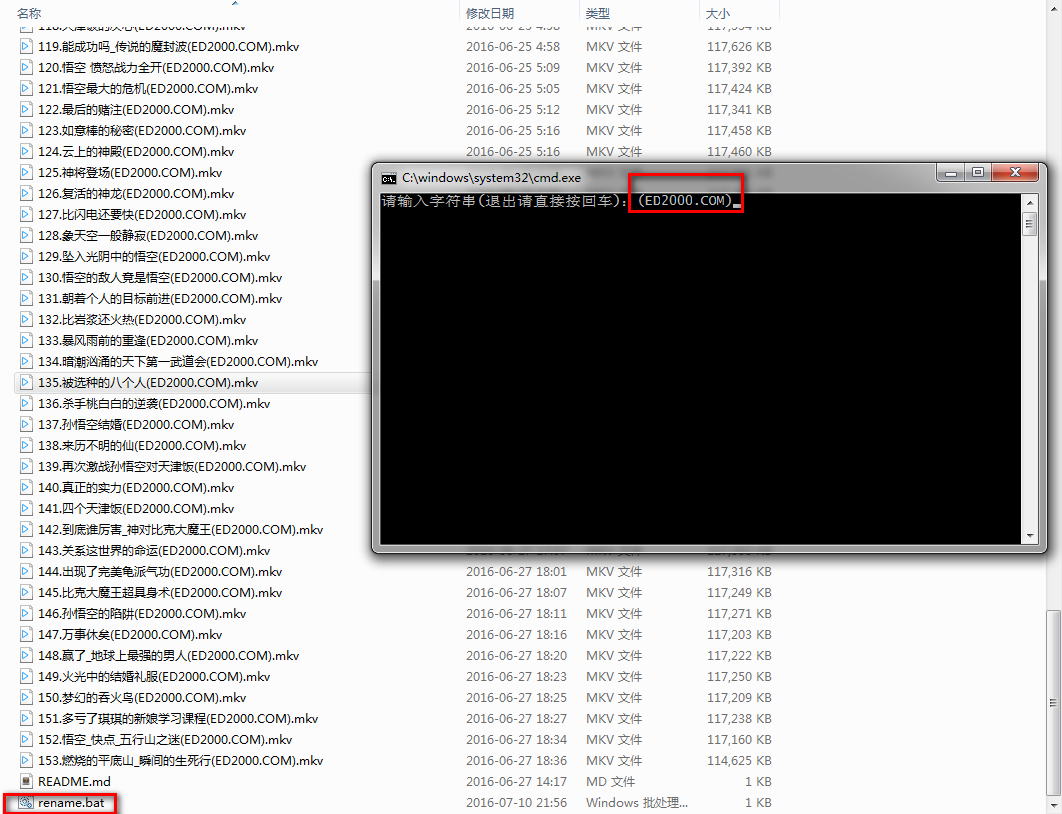 名称 修改日期 类型 大小
119.能成功吗_传说的魔封波(ED2000.COM).mkv 2016-06-25 4:58 MKV 文件 117,626 KB
120.悟空 愤怒战力全开(ED2000.COM).mkv 2016-06-25 5:09 MKV 文件 117,392 KB
121.悟空最大的危机(ED2000.COM).mkv 2016-06-25 5:05 MKV 文件 117,424 KB
122.最后的赌注(ED2000.COM).mkv 2016-06-25 5:12 MKV 文件 117,341 KB
123.如意棒的秘密(ED2000.COM).mkv 2016-06-25 5:16 MKV 文件 117,458 KB
124.云上的神殿(ED2000.COM).mkv 2016-06-25 5:16 MKV 文件 117,460 KB
125.神将登场(ED2000.COM).mkv
126.复活的神龙(ED2000.COM).mkv
127.比闪电还要快(ED2000.COM).mkv
128.象天空一般静寂(ED2000.COM).mkv
129.坠入光阴中的悟空(ED2000.COM).mkv
130.悟空的敌人竟是悟空(ED2000.COM).mkv
131.朝着个人的目标前进(ED2000.COM).mkv
132.比岩浆还火热(ED2000.COM).mkv
133.暴风雨前的重逢(ED2000.COM).mkv
134.暗潮汹涌的天下第一武道会(ED2000.COM).mkv
135.被选种的八个人(ED2000.COM).mkv
136.杀手桃白白的逆袭(ED2000.COM).mkv
137.孙悟空结婚(ED2000.COM).mkv
138.来历不明的仙(ED2000.COM).mkv
139.再次激战孙悟空对天津饭(ED2000.COM).mkv
140.真正的实力(ED2000.COM).mkv
141.四个天津饭(ED2000.COM).mkv
142.到底谁厉害_神对比克大魔王(ED2000.COM).mkv
143.关系这世界的命运(ED2000.COM).mkv
144.出现了完美龟派气功(ED2000.COM).mkv 2016-06-27 18:01 MKV 文件 117,316 KB
145.比克大魔王超具身术(ED2000.COM).mkv 2016-06-27 18:07 MKV 文件 117,249 KB
146.孙悟空的陷阱(ED2000.COM).mkv 2016-06-27 18:11 MKV 文件 117,271 KB
147.万事休矣(ED2000.COM).mkv 2016-06-27 18:16 MKV 文件 117,203 KB
148.赢了_地球上最强的男人(ED2000.COM).mkv 2016-06-27 18:20 MKV 文件 117,222 KB
149.火光中的结婚礼服(ED2000.COM).mkv 2016-06-27 18:23 MKV 文件 117,250 KB
150.梦幻的吞火鸟(ED2000.COM).mkv 2016-06-27 18:25 MKV 文件 117,209 KB
151.多亏了琪琪的新娘学习课程(ED2000.COM).mkv 2016-06-27 18:27 MKV 文件 117,238 KB
152.悟空_快点_五行山之迷(ED2000.COM).mkv 2016-06-27 18:34 MKV 文件 117,160 KB
153.燃烧的平底山_瞬间的生死行(ED2000.COM).mkv 2016-06-27 18:36 MKV 文件 114,625 KB
README.md 2016-06-27 14:17 MD 文件 1 KB
rename.bat 2016-07-10 21:56 Windows 批处理... 1 KB
C:\windows\system32\cmd.exe
请输入字符串(退出请直接按回车): (ED2000.COM)_